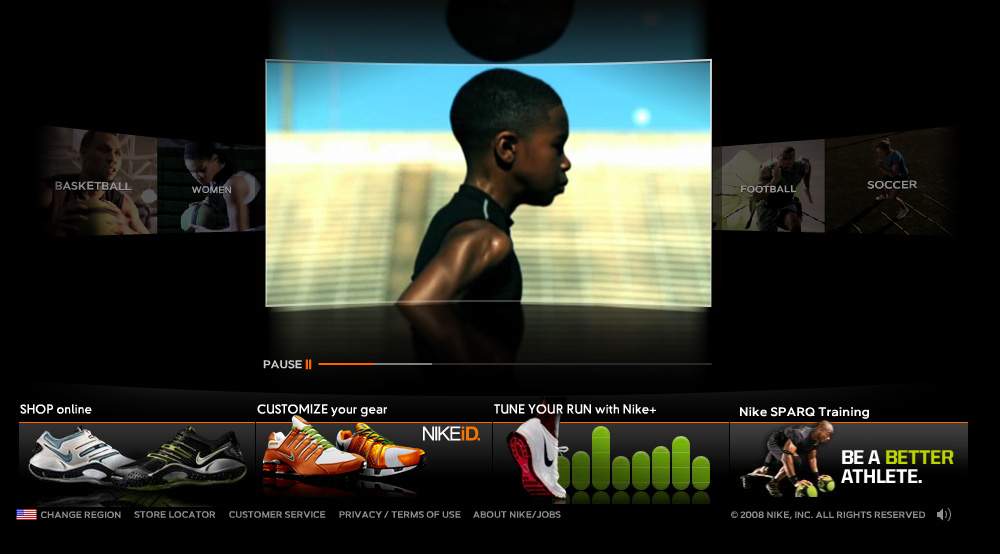 BASKETBALL
WOMEN
FOOTBALL
SOCCER
PAUSE
SHOP online
CUSTOMIZE your gear
TUNE YOUR RUN with Nike+
Nike SPARQ Training
NIKEiD.
BE A BETTER
ATHLETE.
CHANGE REGION
STORE LOCATOR
CUSTOMER SERVICE
PRIVACY / TERMS OF USE
ABOUT NIKE/JOBS
© 2008 NIKE, INC. ALL RIGHTS RESERVED